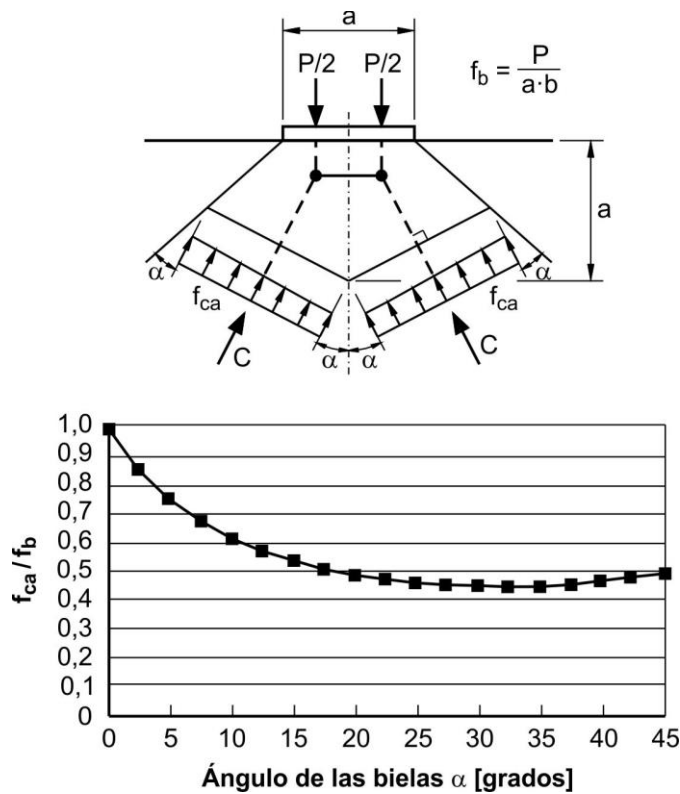 a
P/2 P/2
f_b = P / a·b
a
α α
f_ca f_ca
C α α C
1,0
0,9
0,8
0,7
0,6
0,5
0,4
0,3
0,2
0,1
0
f_ca / f_b
0 5 10 15 20 25 30 35 40 45
Ángulo de las bielas α [grados]